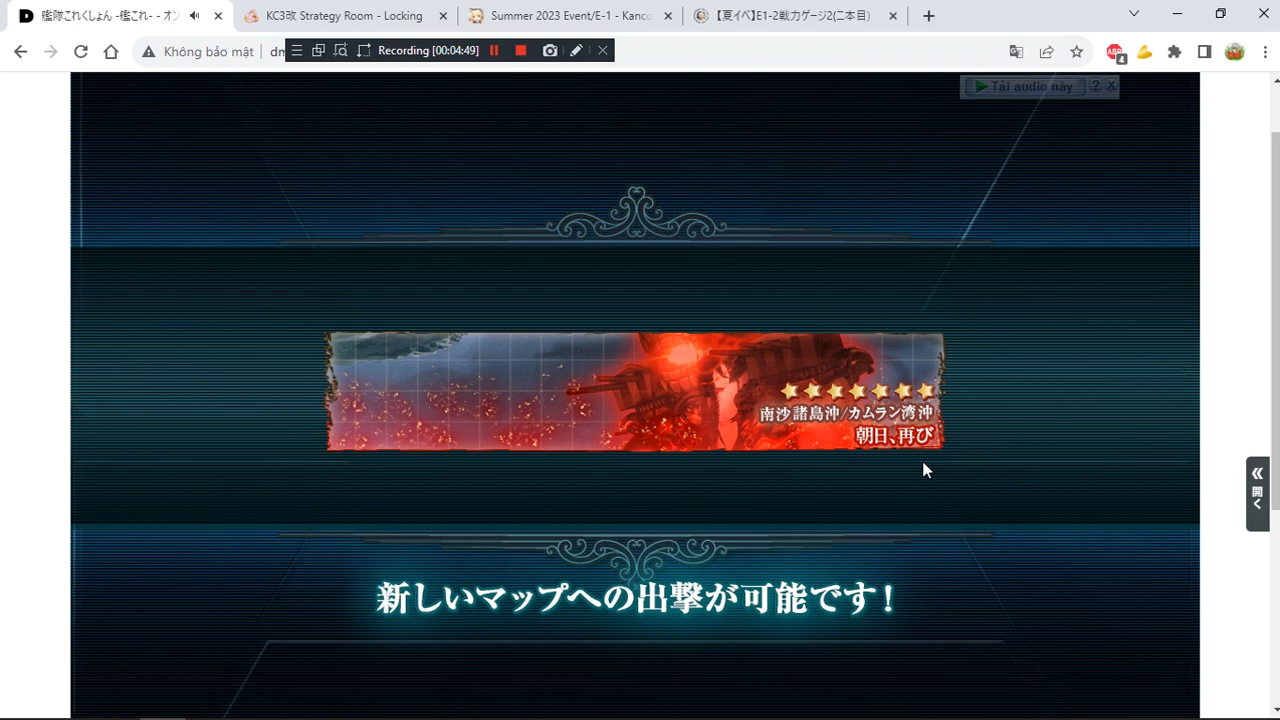 艦隊これくしょん -艦これ- - オン
KC3改 Strategy Room - Locking
Summer 2023 Event/E-1 - Kanco
【夏イベ】E1-2戦力ゲージ2(二本目)
Không bảo mật
dm
Recording [00:04:49]
ABP
4
Tải audio này
? X
南沙諸島沖/カムラン湾沖
朝日、再び
開
く
新しいマップへの出撃が可能です!